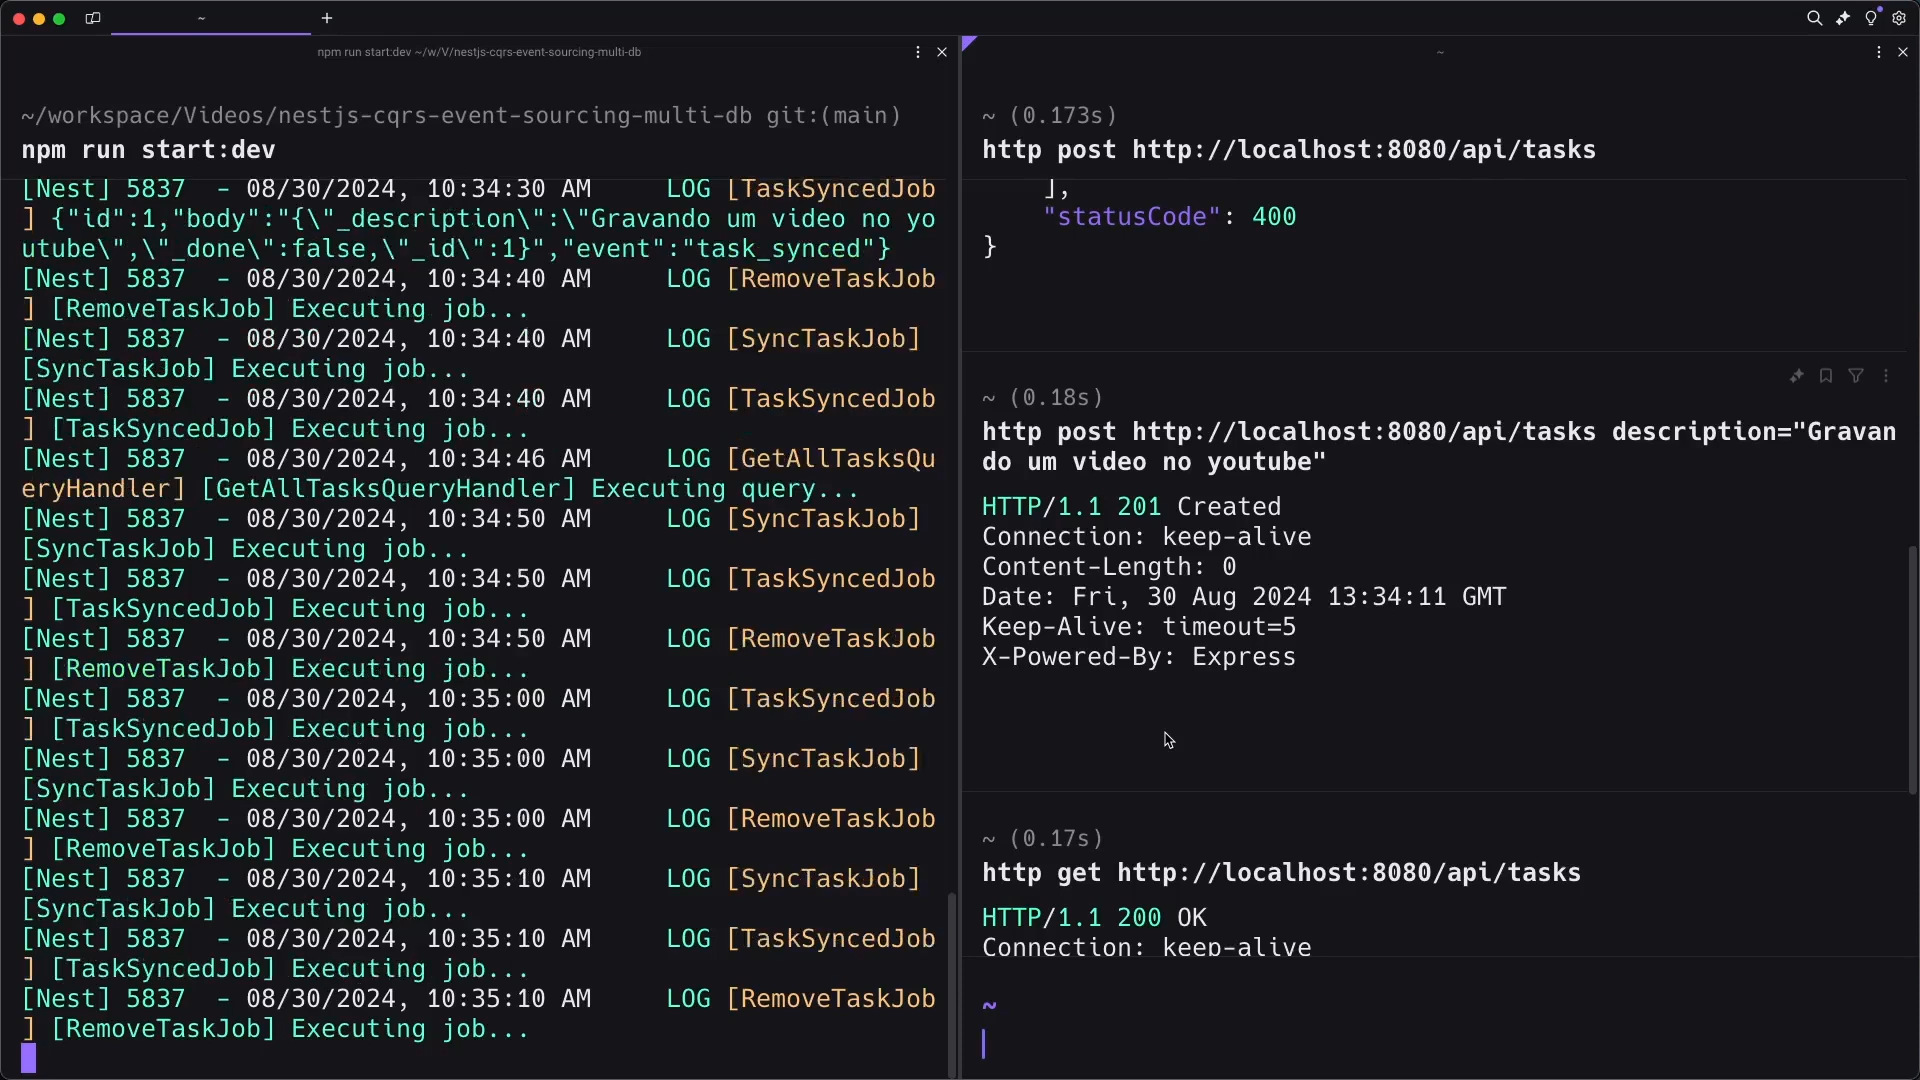 ~
+
npm run start:dev ~/w/V/nestjs-cqrs-event-sourcing-multi-db
~/workspace/Videos/nestjs-cqrs-event-sourcing-multi-db git:(main)
npm run start:dev
[Nest] 5837  - 08/30/2024, 10:34:30 AM     LOG [TaskSyncedJob
] {"id":1,"body":"{\"_description\":\"Gravando um video no yo
utube\",\"_done\":false,\"_id\":1}","event":"task_synced"}
[Nest] 5837  - 08/30/2024, 10:34:40 AM     LOG [RemoveTaskJob
] [RemoveTaskJob] Executing job...
[Nest] 5837  - 08/30/2024, 10:34:40 AM     LOG [SyncTaskJob]
[SyncTaskJob] Executing job...
[Nest] 5837  - 08/30/2024, 10:34:40 AM     LOG [TaskSyncedJob
] [TaskSyncedJob] Executing job...
[Nest] 5837  - 08/30/2024, 10:34:46 AM     LOG [GetAllTasksQu
eryHandler] [GetAllTasksQueryHandler] Executing query...
[Nest] 5837  - 08/30/2024, 10:34:50 AM     LOG [SyncTaskJob]
[SyncTaskJob] Executing job...
[Nest] 5837  - 08/30/2024, 10:34:50 AM     LOG [TaskSyncedJob
] [TaskSyncedJob] Executing job...
[Nest] 5837  - 08/30/2024, 10:34:50 AM     LOG [RemoveTaskJob
] [RemoveTaskJob] Executing job...
[Nest] 5837  - 08/30/2024, 10:35:00 AM     LOG [TaskSyncedJob
] [TaskSyncedJob] Executing job...
[Nest] 5837  - 08/30/2024, 10:35:00 AM     LOG [SyncTaskJob]
[SyncTaskJob] Executing job...
[Nest] 5837  - 08/30/2024, 10:35:00 AM     LOG [RemoveTaskJob
] [RemoveTaskJob] Executing job...
[Nest] 5837  - 08/30/2024, 10:35:10 AM     LOG [SyncTaskJob]
[SyncTaskJob] Executing job...
[Nest] 5837  - 08/30/2024, 10:35:10 AM     LOG [TaskSyncedJob
] [TaskSyncedJob] Executing job...
[Nest] 5837  - 08/30/2024, 10:35:10 AM     LOG [RemoveTaskJob
] [RemoveTaskJob] Executing job...
~
~ (0.173s)
http post http://localhost:8080/api/tasks
],
"statusCode": 400
}
~ (0.18s)
http post http://localhost:8080/api/tasks description="Gravan
do um video no youtube"
HTTP/1.1 201 Created
Connection: keep-alive
Content-Length: 0
Date: Fri, 30 Aug 2024 13:34:11 GMT
Keep-Alive: timeout=5
X-Powered-By: Express
~ (0.17s)
http get http://localhost:8080/api/tasks
HTTP/1.1 200 OK
Connection: keep-alive
~